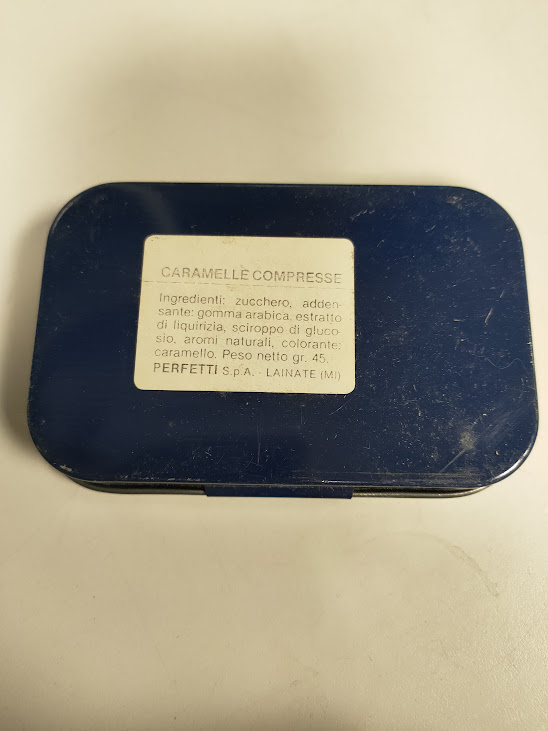 CARAMELLE COMPRESSE
Ingredienti: zucchero, adden-
sante: gomma arabica, estratto
di liquirizia, sciroppo di gluco-
sio, aromi naturali, colorante:
caramello. Peso netto gr. 45.
PERFETTI S.p.A. - LAINATE (MI)